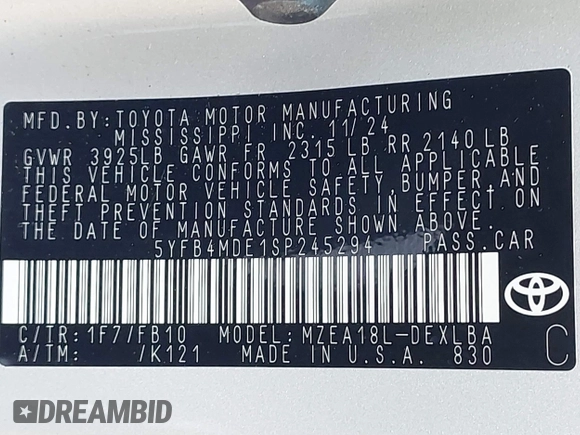 MFD.BY:TOYOTA MOTOR MANUFACTURING
MISSISSIPPI INC. 11/24
GVWR 3925LB GAWR FR 2315 LB RR 2140 LB
THIS VEHICLE CONFORMS TO ALL APPLICABLE
FEDERAL MOTOR VEHICLE SAFETY, BUMPER, AND
THEFT PREVENTION STANDARDS IN EFFECT ON
THE DATE OF MANUFACTURE SHOWN ABOVE.
5YFB4MDE1SP245294 PASS.CAR
C/TR:1F7/FB10 MODEL:MZEA18L-DEXLBA
A/TM: /K121 MADE IN U.S.A. 830 C
DREAMBID